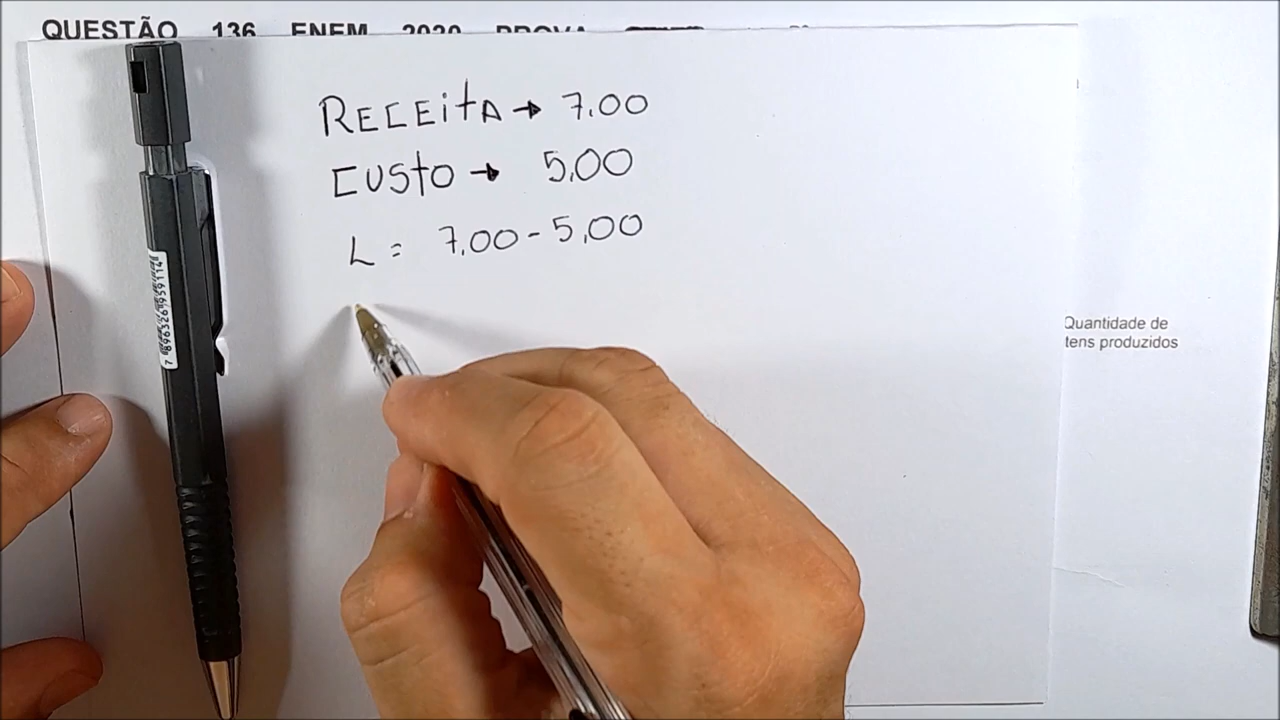 QUESTÃO 136 ENEM 2020 PROVA
RECEITA → 7,00
CUSTO → 5,00
L = 7,00 - 5,00
Quantidade de
tens produzidos
7896326959114